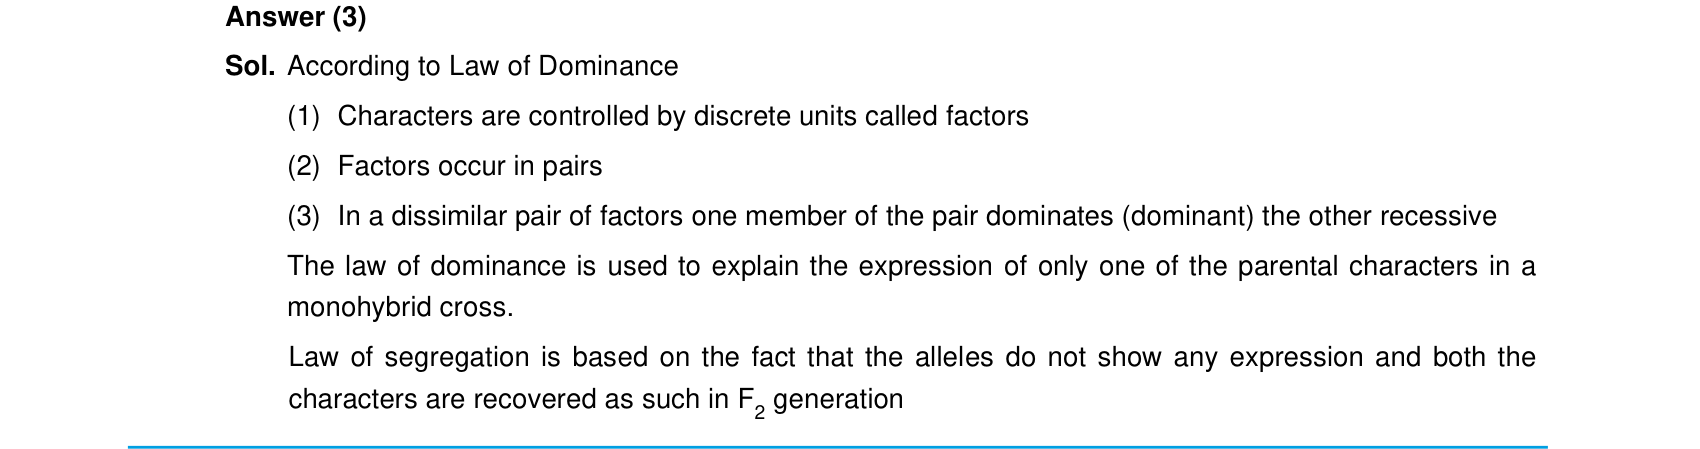 Answer (3)
Sol. According to Law of Dominance
(1) Characters are controlled by discrete units called factors
(2) Factors occur in pairs
(3) In a dissimilar pair of factors one member of the pair dominates (dominant) the other recessive
The law of dominance is used to explain the expression of only one of the parental characters in a
monohybrid cross.
Law of segregation is based on the fact that the alleles do not show any expression and both the
characters are recovered as such in F2 generation